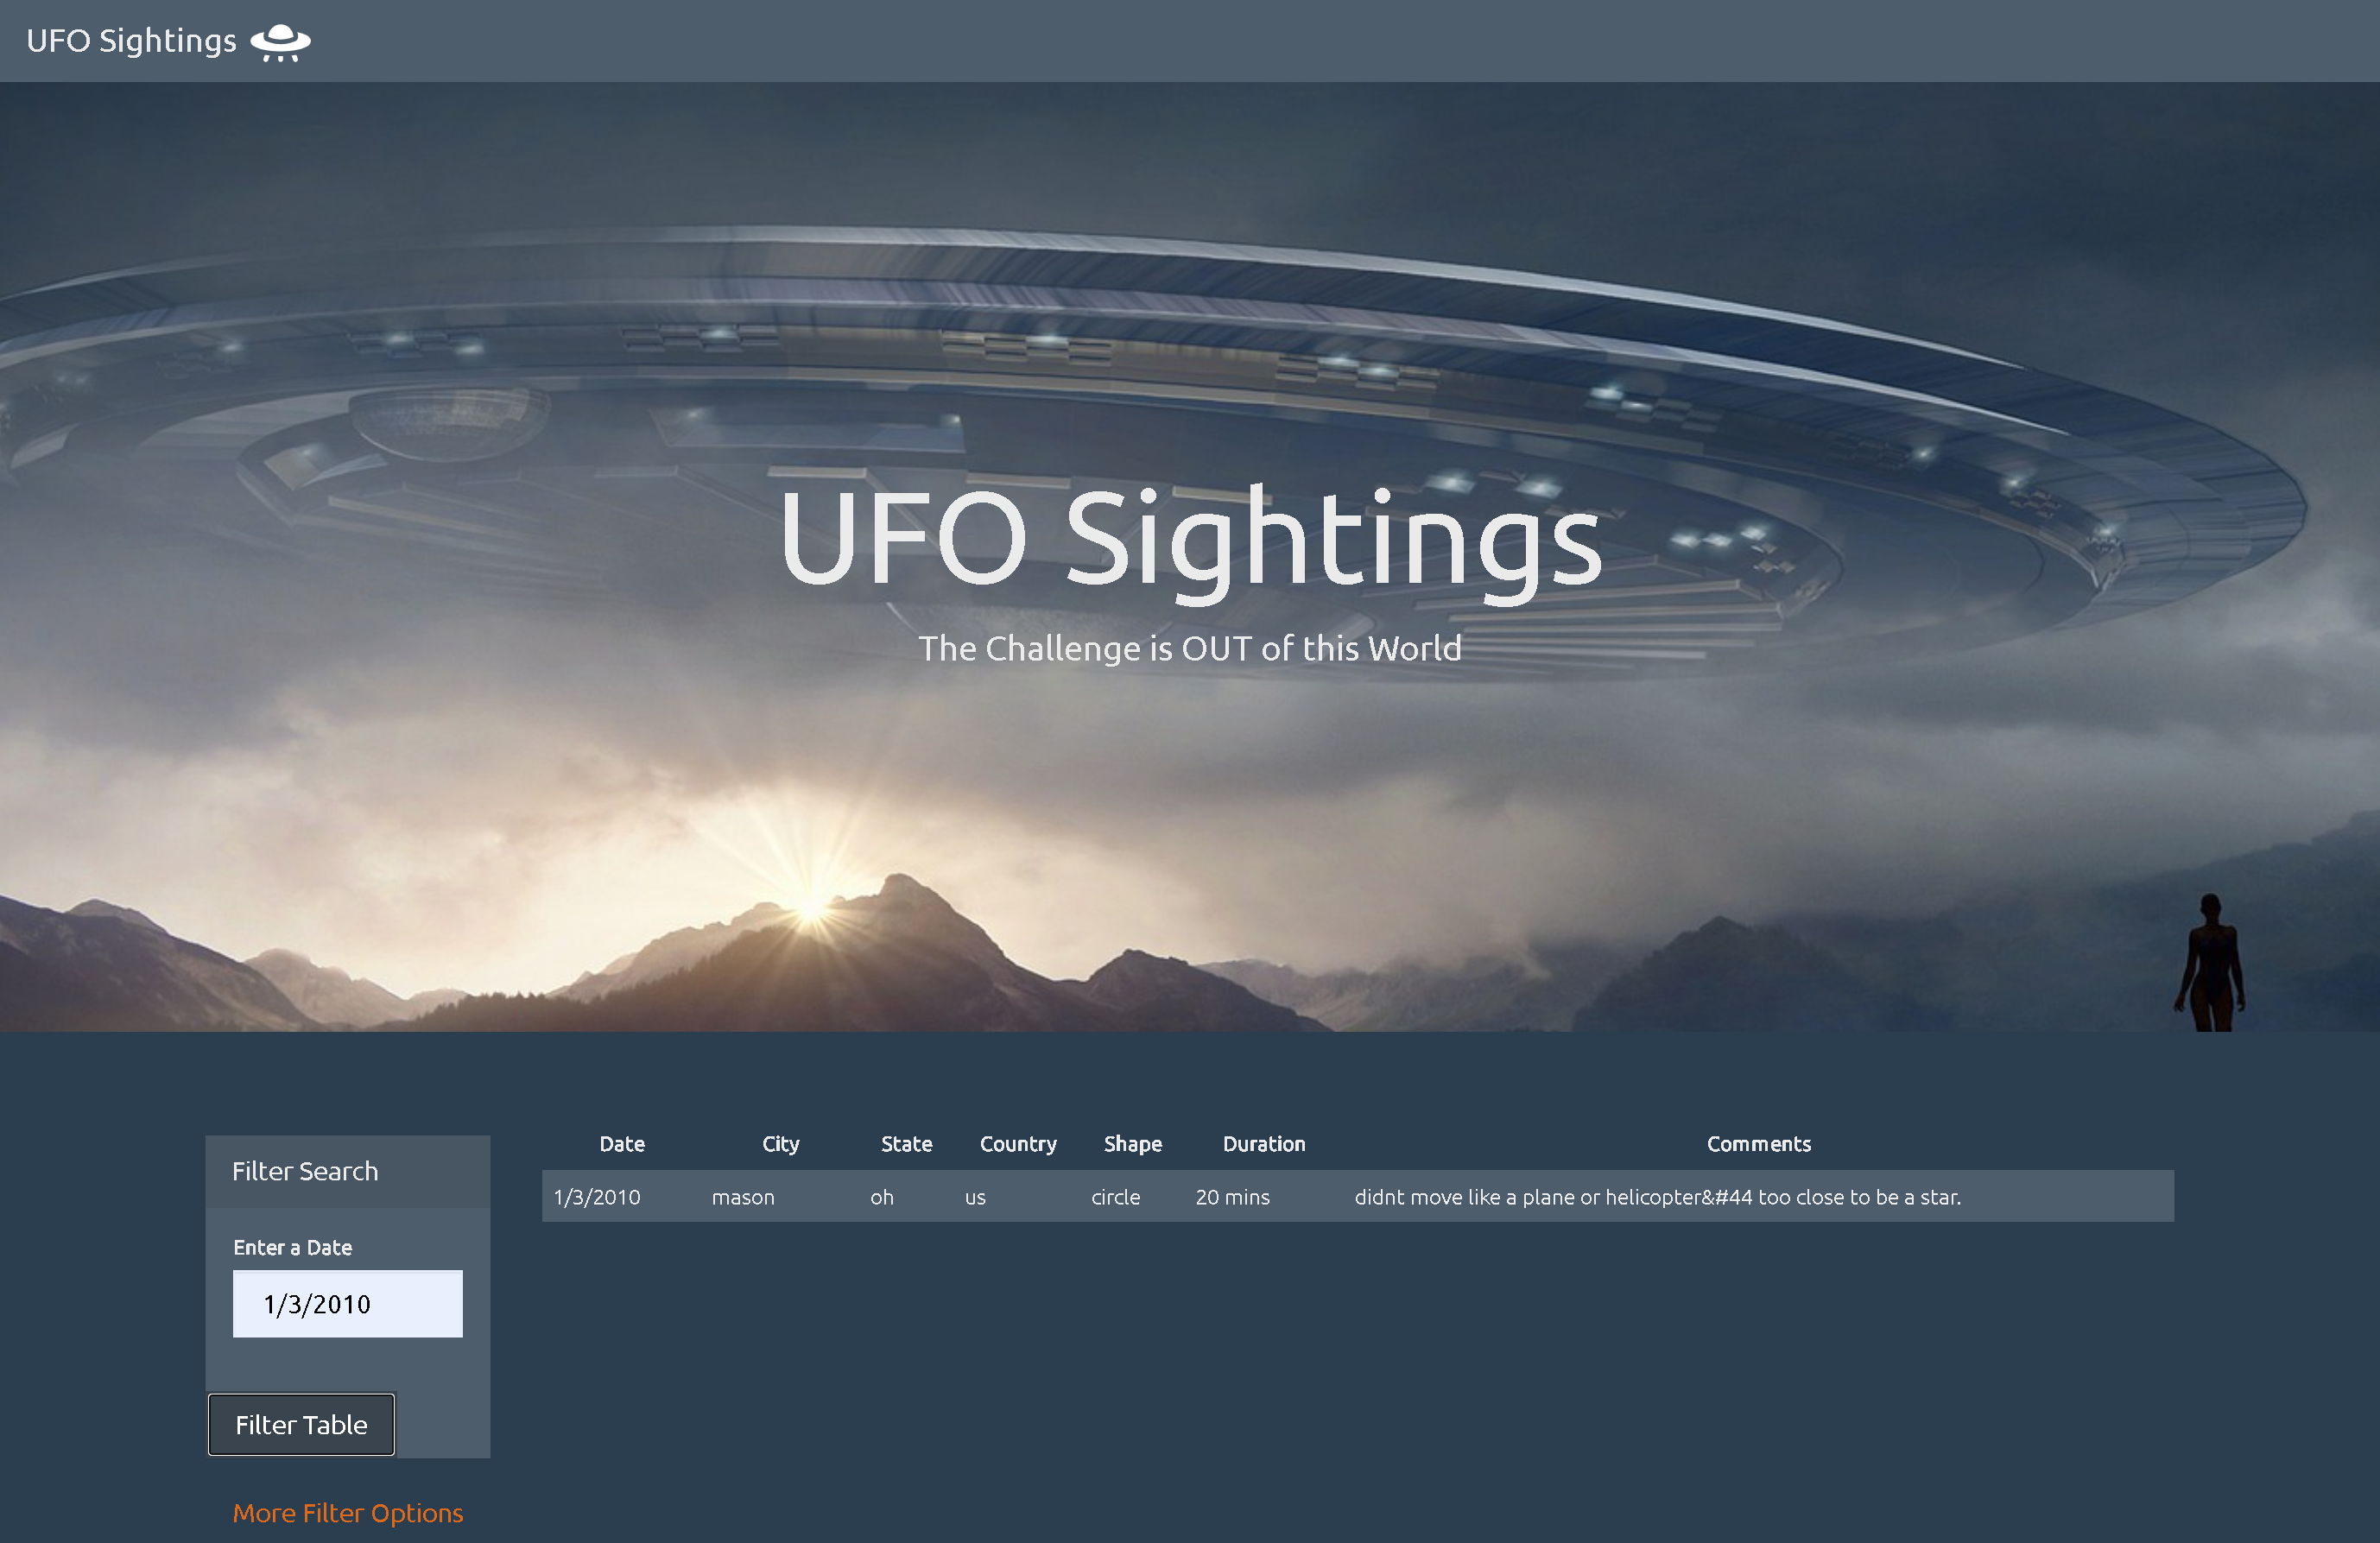 UFO Sightings
UFO Sightings
The Challenge is OUT of this World
Filter Search
Enter a Date
1/3/2010
Filter Table
More Filter Options
Date City State Country Shape Duration Comments
1/3/2010 mason oh us circle 20 mins didnt move like a plane or helicopter&#44 too close to be a star.